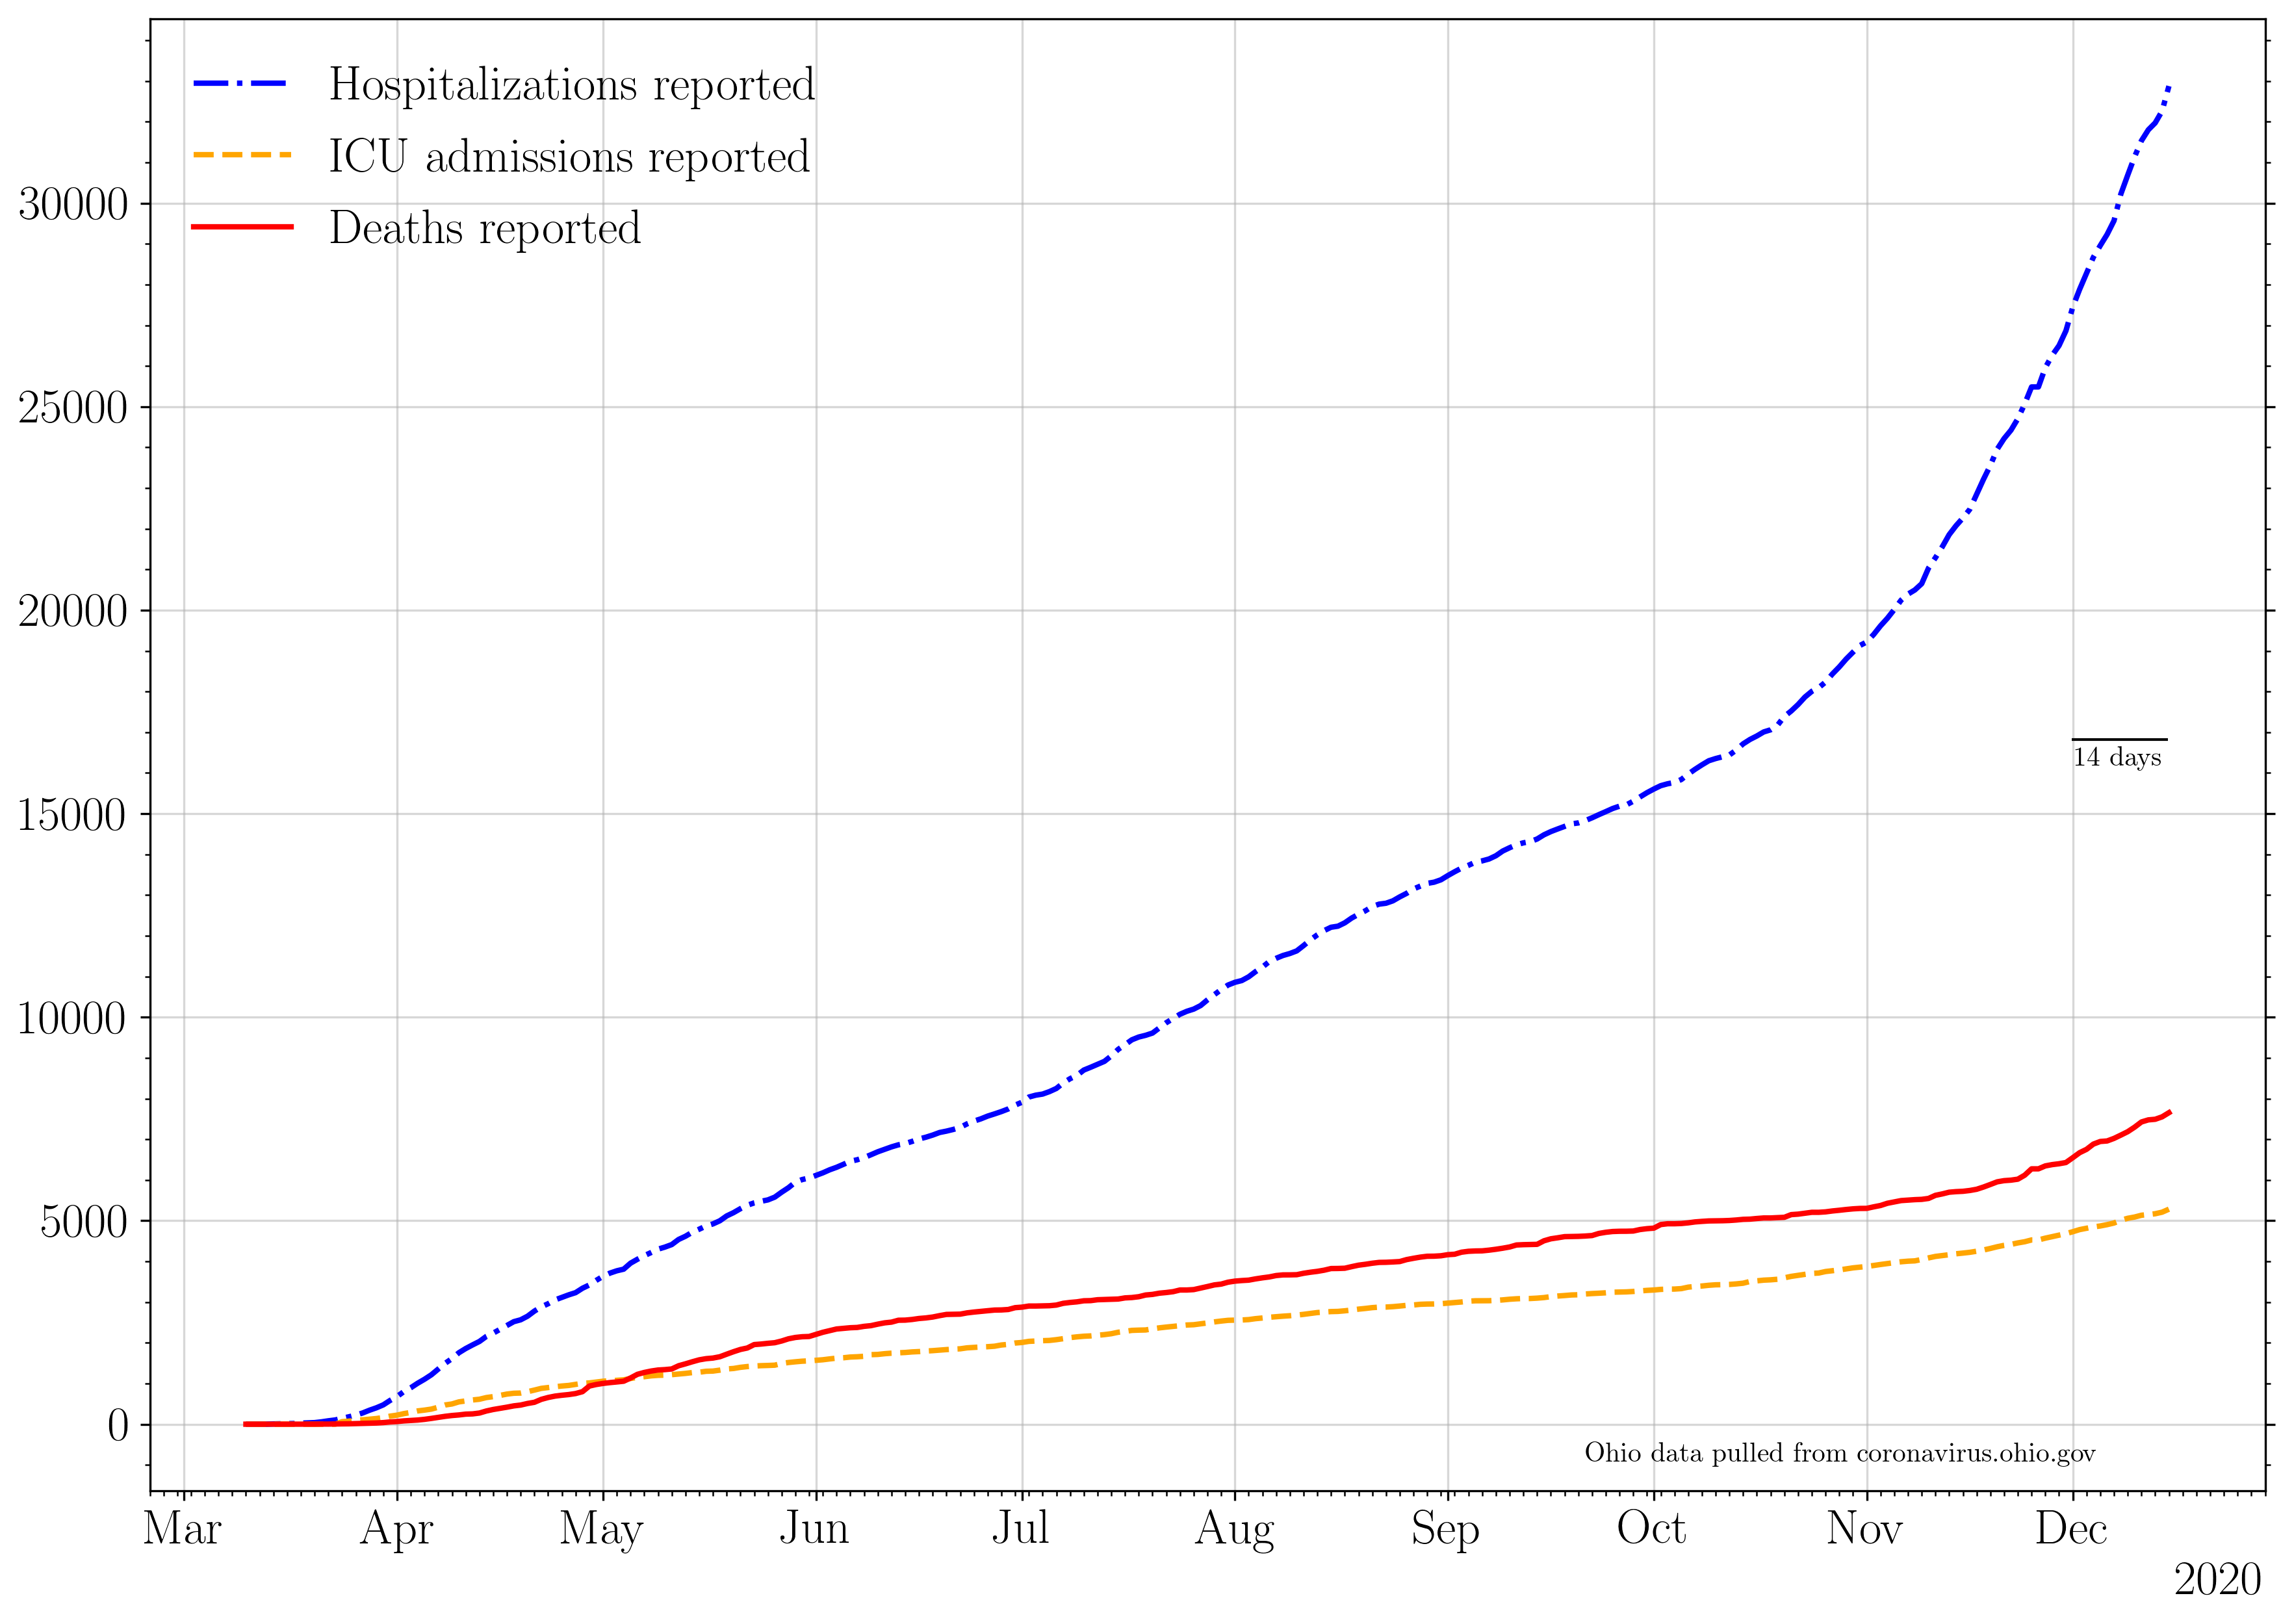 Hospitalizations reported
ICU admissions reported
Deaths reported
30000
25000
20000
15000
10000
5000
0
14 days
Ohio data pulled from coronavirus.ohio.gov
Mar Apr May Jun Jul Aug Sep Oct Nov Dec
2020